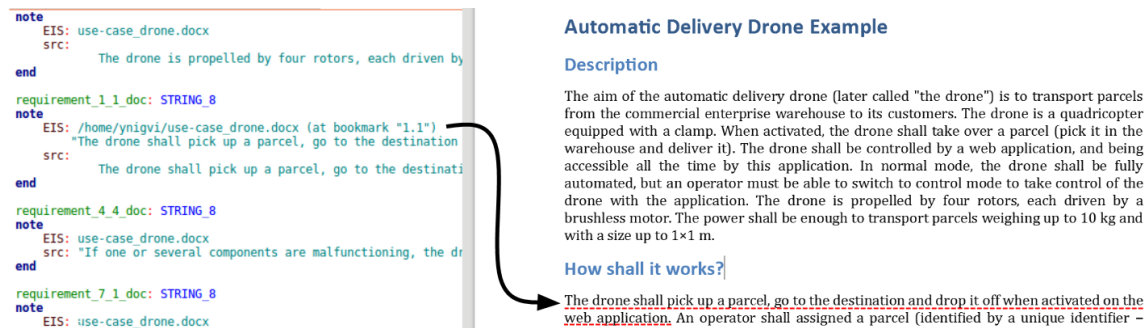 note
EIS: use-case_drone.docx
src:
The drone is propelled by four rotors, each driven by
end
requirement_1_1_doc: STRING_8
note
EIS: /home/ynigvi/use-case_drone.docx (at bookmark "1.1")
"The drone shall pick up a parcel, go to the destination
src:
The drone shall pick up a parcel, go to the destinati
end
requirement_4_4_doc: STRING_8
note
EIS: use-case_drone.docx
src: "If one or several components are malfunctioning, the dr
end
requirement_7_1_doc: STRING_8
note
EIS: use-case_drone.docx
Automatic Delivery Drone Example
Description
The aim of the automatic delivery drone (later called "the drone") is to transport parcels
from the commercial enterprise warehouse to its customers. The drone is a quadricopter
equipped with a clamp. When activated, the drone shall take over a parcel (pick it in the
warehouse and deliver it). The drone shall be controlled by a web application, and being
accessible all the time by this application. In normal mode, the drone shall be fully
automated, but an operator must be able to switch to control mode to take control of the
drone with the application. The drone is propelled by four rotors, each driven by a
brushless motor. The power shall be enough to transport parcels weighing up to 10 kg and
with a size up to 1×1 m.
How shall it works?
The drone shall pick up a parcel, go to the destination and drop it off when activated on the
web application. An operator shall assigned a parcel (identified by a unique identifier –